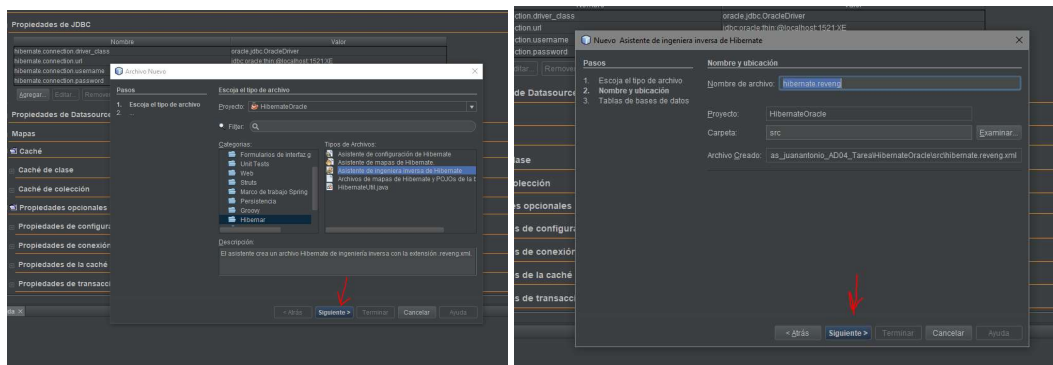 Propiedades de JDBC
Nombre Valor
hibernate.connection.driver_class oracle.jdbc.OracleDriver
hibernate.connection.url jdbc:oracle:thin:@localhost:1521:XE
hibernate.connection.username
hibernate.connection.password
Agregar... Editar... Remover
Propiedades de Datasource
Mapas
Caché
Caché de clase
Caché de colección
Propiedades opcionales
Propiedades de configura
Propiedades de conexión
Propiedades de la caché
Propiedades de transacci
da ×
Archivo Nuevo
Pasos
1. Escoja el tipo de archivo
2. ...
Escoja el tipo de archivo
Proyecto: HibernateOracle
Filter:
Categorías:
Formularios de interfaz g
Unit Tests
Web
Struts
Marco de trabajo Spring
Persistencia
Groovy
Hibernar
Tipos de Archivos:
Asistente de configuración de Hibernate
Asistente de mapas de Hibernate
Asistente de ingeniería inversa de Hibernate
Archivos de mapas de Hibernate y POJOs de la b
HibernateUtil.java
Descripción:
El asistente crea un archivo Hibernate de ingeniería inversa con la extensión .reveng.xml.
< Atrás Siguiente > Terminar Cancelar Ayuda
ction.driver_class oracle.jdbc.OracleDriver
ction.url jdbc:oracle:thin:@localhost:1521:XE
ction.username
ction.password
ditar... Remove
de Datasource
lase
olección
s opcionales
s de configura
s de conexión
s de la caché
s de transacci
Nuevo Asistente de ingeniera inversa de Hibernate
Pasos
1. Escoja el tipo de archivo
2. Nombre y ubicación
3. Tablas de bases de datos
Nombre y ubicación
Nombre de archivo: hibernate.reveng
Proyecto: HibernateOracle
Carpeta: src Examinar...
Archivo Creado: as_juanantonio_AD04_Tarea\HibernateOracle\src\hibernate.reveng.xml
< Atrás Siguiente > Terminar Cancelar Ayuda